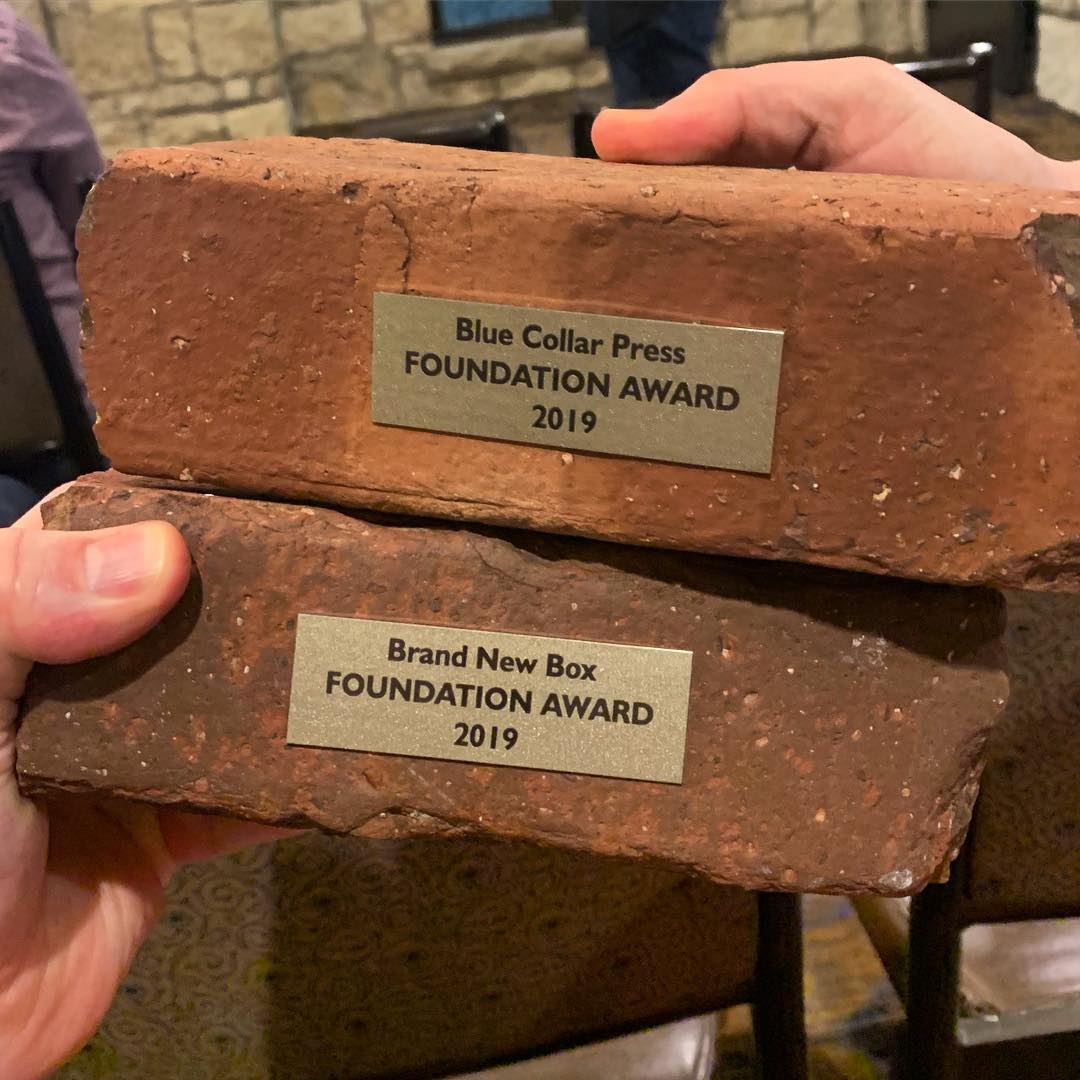 Blue Collar Press
FOUNDATION AWARD
2019
Brand New Box
FOUNDATION AWARD
2019